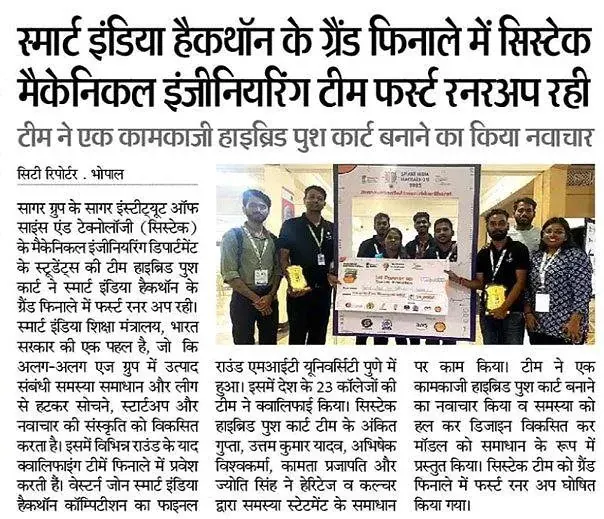 स्मार्ट इंडिया हैकथॉन के ग्रैंड फिनाले में सिस्टेक
मैकेनिकल इंजीनियरिंग टीम फर्स्ट रनरअप रही
टीम ने एक कामकाजी हाइब्रिड पुश कार्ट बनाने का किया नवाचार
सिटी रिपोर्टर . भोपाल
सागर ग्रुप के सागर इंस्टीट्यूट ऑफ
साइंस एंड टेक्नोलॉजी (सिस्टेक)
के मैकेनिकल इंजीनियरिंग डिपार्टमेंट
के स्टूडेंट्स की टीम हाइब्रिड पुश
कार्ट ने स्मार्ट इंडिया हैकथॉन के
ग्रैंड फिनाले में फर्स्ट रनर अप रही।
स्मार्ट इंडिया शिक्षा मंत्रालय, भारत
सरकार की एक पहल है, जो कि
अलग-अलग एज ग्रुप में उत्पाद
संबंधी समस्या समाधान और लीग
से हटकर सोचने, स्टार्टअप और
नवाचार की संस्कृति को विकसित
करता है। इसमें विभिन्न राउंड के याद
क्वालिफाइंग टीमें फिनाले में प्रवेश
करती हैं। वेस्टर्न जोन स्मार्ट इंडिया
हैकथॉन कॉम्पिटीशन का फाइनल
राउंड एमआईटी यूनिवर्सिटी पुणे में
हुआ। इसमें देश के 23 कॉलेजों की
टीम ने क्वालिफाई किया। सिस्टेक
हाइब्रिड पुश कार्ट टीम के अंकित
गुप्ता, उत्तम कुमार यादव, अभिषेक
विश्वकर्मा, कामता प्रजापति और
ज्योति सिंह ने हेरिटेज व कल्चर
द्वारा समस्या स्टेटमेंट के समाधान
पर काम किया। टीम ने एक
कामकाजी हाइब्रिड पुश कार्ट बनाने
का नवाचार किया व समस्या को
हल कर डिजाइन विकसित कर
मॉडल को समाधान के रूप में
प्रस्तुत किया। सिस्टेक टीम को ग्रैंड
फिनाले में फर्स्ट रनर अप घोषित
किया गया।
SMART INDIA
HACKATHON
2022